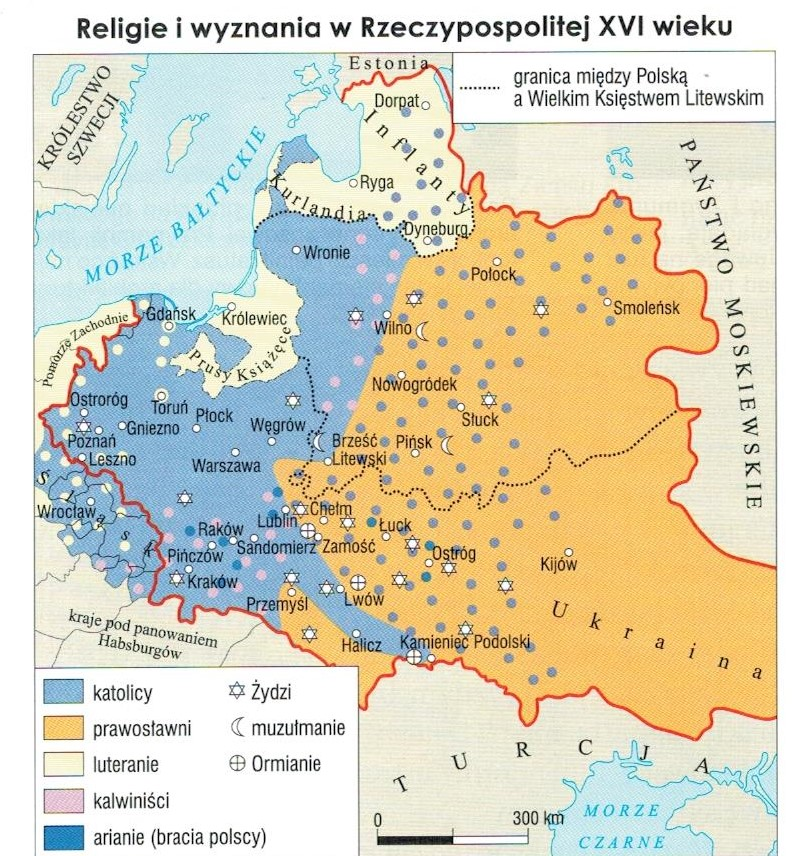 Religie i wyznania w Rzeczypospolitej XVI wieku
Estonia
granica między Polską
a Wielkim Księstwem Litewskim
KRÓLESTWO
SZWECJI
Dorpat
Inflanty
MORZE BAŁTYCKIE
Ryga
Kurlandia
Dyneburg
PAŃSTWO MOSKIEWSKIE
Wronie
Połock
Smoleńsk
Gdańsk
Królewiec
Wilno
Pomorze Zachodnie
Prusy Książęce
Nowogródek
Ostroróg
Toruń
Płock
Słuck
Gniezno
Węgrów
Poznań
Brześć
Litewski
Pińsk
Leszno
Warszawa
Śląsk
Wrocław
Chełm
Lublin
Raków
Łuck
Sandomierz
Zamość
Pińczów
Ostróg
Kijów
Kraków
Przemyśl
Lwów
Ukraina
kraje pod panowaniem
Habsburgów
Halicz
Kamieniec Podolski
katolicy
Żydzi
prawosławni
muzułmanie
luteranie
Ormianie
kalwiniści
arianie (bracia polscy)
TURCJA
0
300 km
MORZE
CZARNE